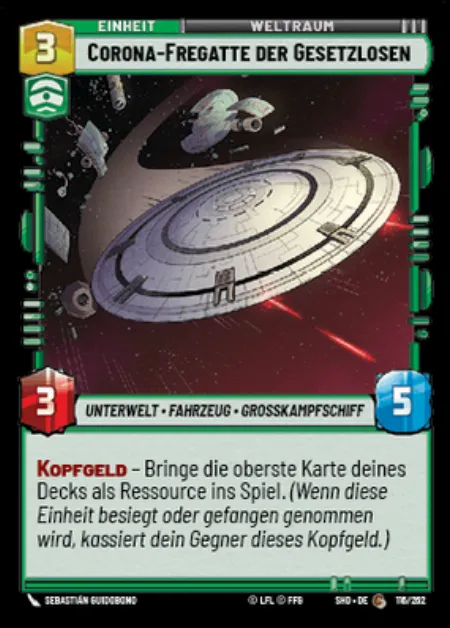 EINHEIT WELTRAUM
3 CORONA-FREGATTE DER GESETZLOSEN
3 UNTERWELT • FAHRZEUG • GROSSKAMPFSCHIFF 5
KOPFGELD – Bringe die oberste Karte deines
Decks als Ressource ins Spiel. (Wenn diese
Einheit besiegt oder gefangen genommen
wird, kassiert dein Gegner dieses Kopfgeld.)
SEBASTIÁN GUIDOBONO © LFL © FFG SHD • DE 116/262